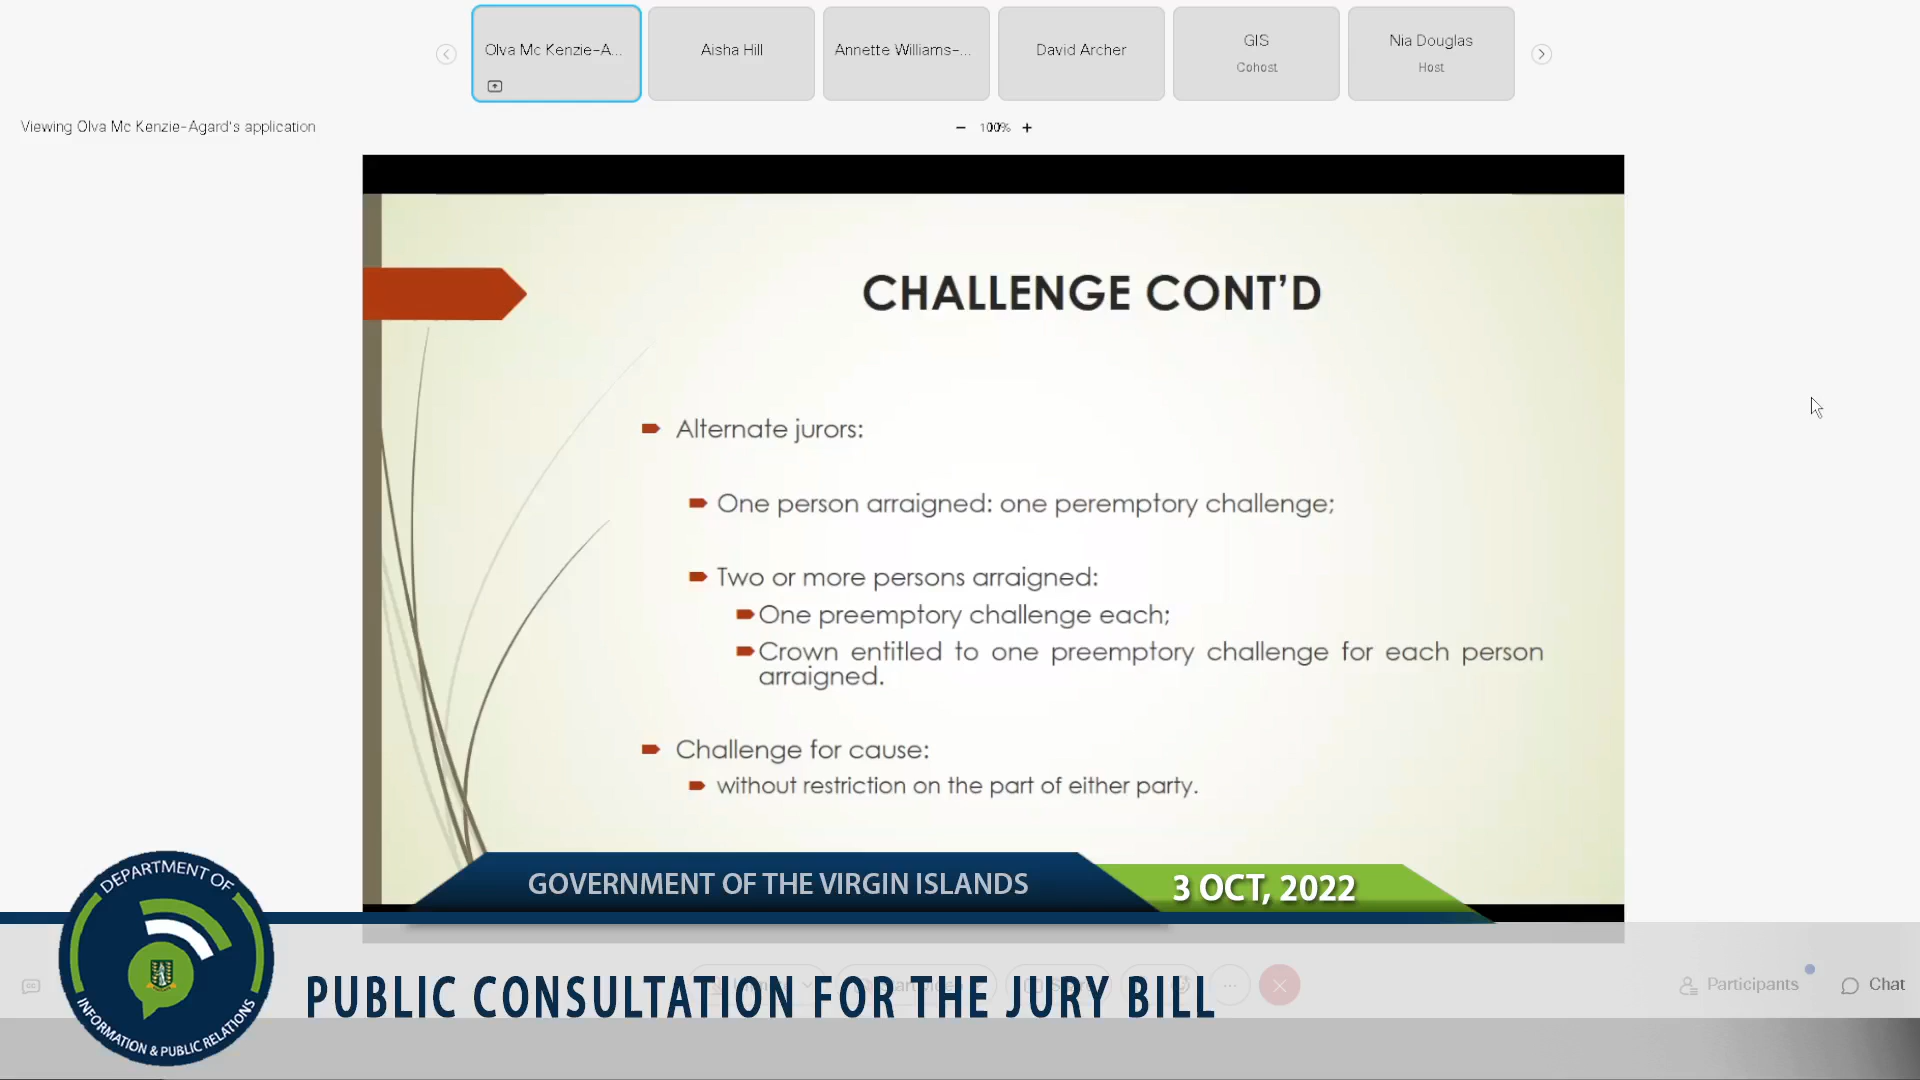 Olva Mc Kenzie-A...
Aisha Hill
Annette Williams-...
David Archer
GIS
Cohost
Nia Douglas
Host
Viewing Olva Mc Kenzie-Agard's application
− 100% +
CHALLENGE CONT'D
Alternate jurors:
One person arraigned: one peremptory challenge;
Two or more persons arraigned:
One preemptory challenge each;
Crown entitled to one preemptory challenge for each person
arraigned.
Challenge for cause:
without restriction on the part of either party.
GOVERNMENT OF THE VIRGIN ISLANDS
3 OCT, 2022
DEPARTMENT OF
INFORMATION & PUBLIC RELATIONS
PUBLIC CONSULTATION FOR THE JURY BILL
Participants
Chat